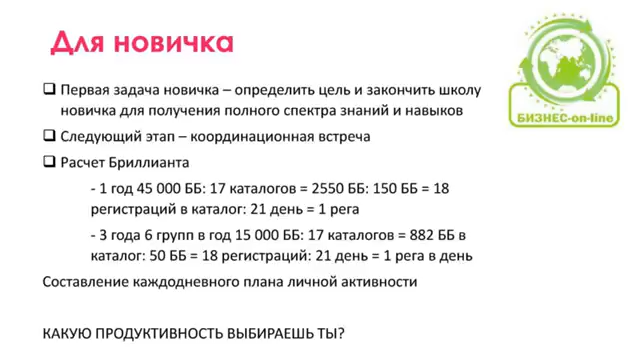 Для новичка
БИЗНЕС-on-line
❑ Первая задача новичка – определить цель и закончить школу
новичка для получения полного спектра знаний и навыков
❑ Следующий этап – координационная встреча
❑ Расчет Бриллианта
- 1 год 45 000 ББ: 17 каталогов = 2550 ББ: 150 ББ = 18
регистраций в каталог: 21 день = 1 рега
- 3 года 6 групп в год 15 000 ББ: 17 каталогов = 882 ББ в
каталог: 50 ББ = 18 регистраций: 21 день = 1 рега в день
Составление каждодневного плана личной активности
КАКУЮ ПРОДУКТИВНОСТЬ ВЫБИРАЕШЬ ТЫ?